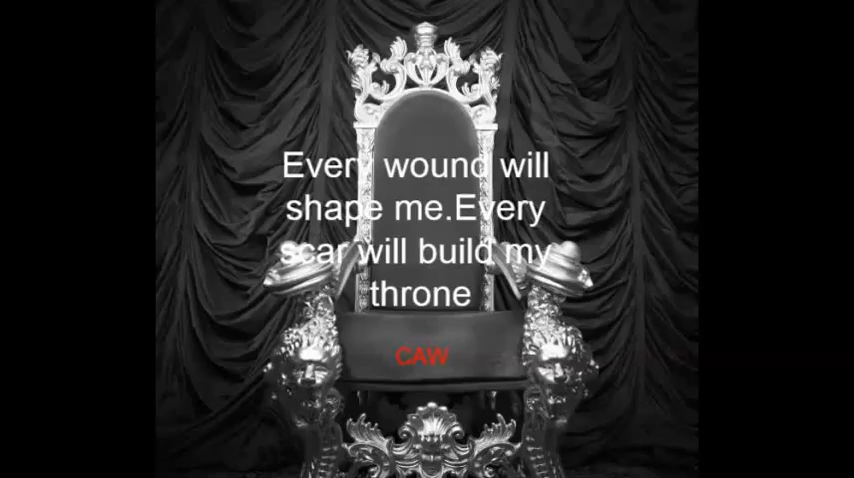 Every wound will
shape me.Every
scar will build my
throne
CAW